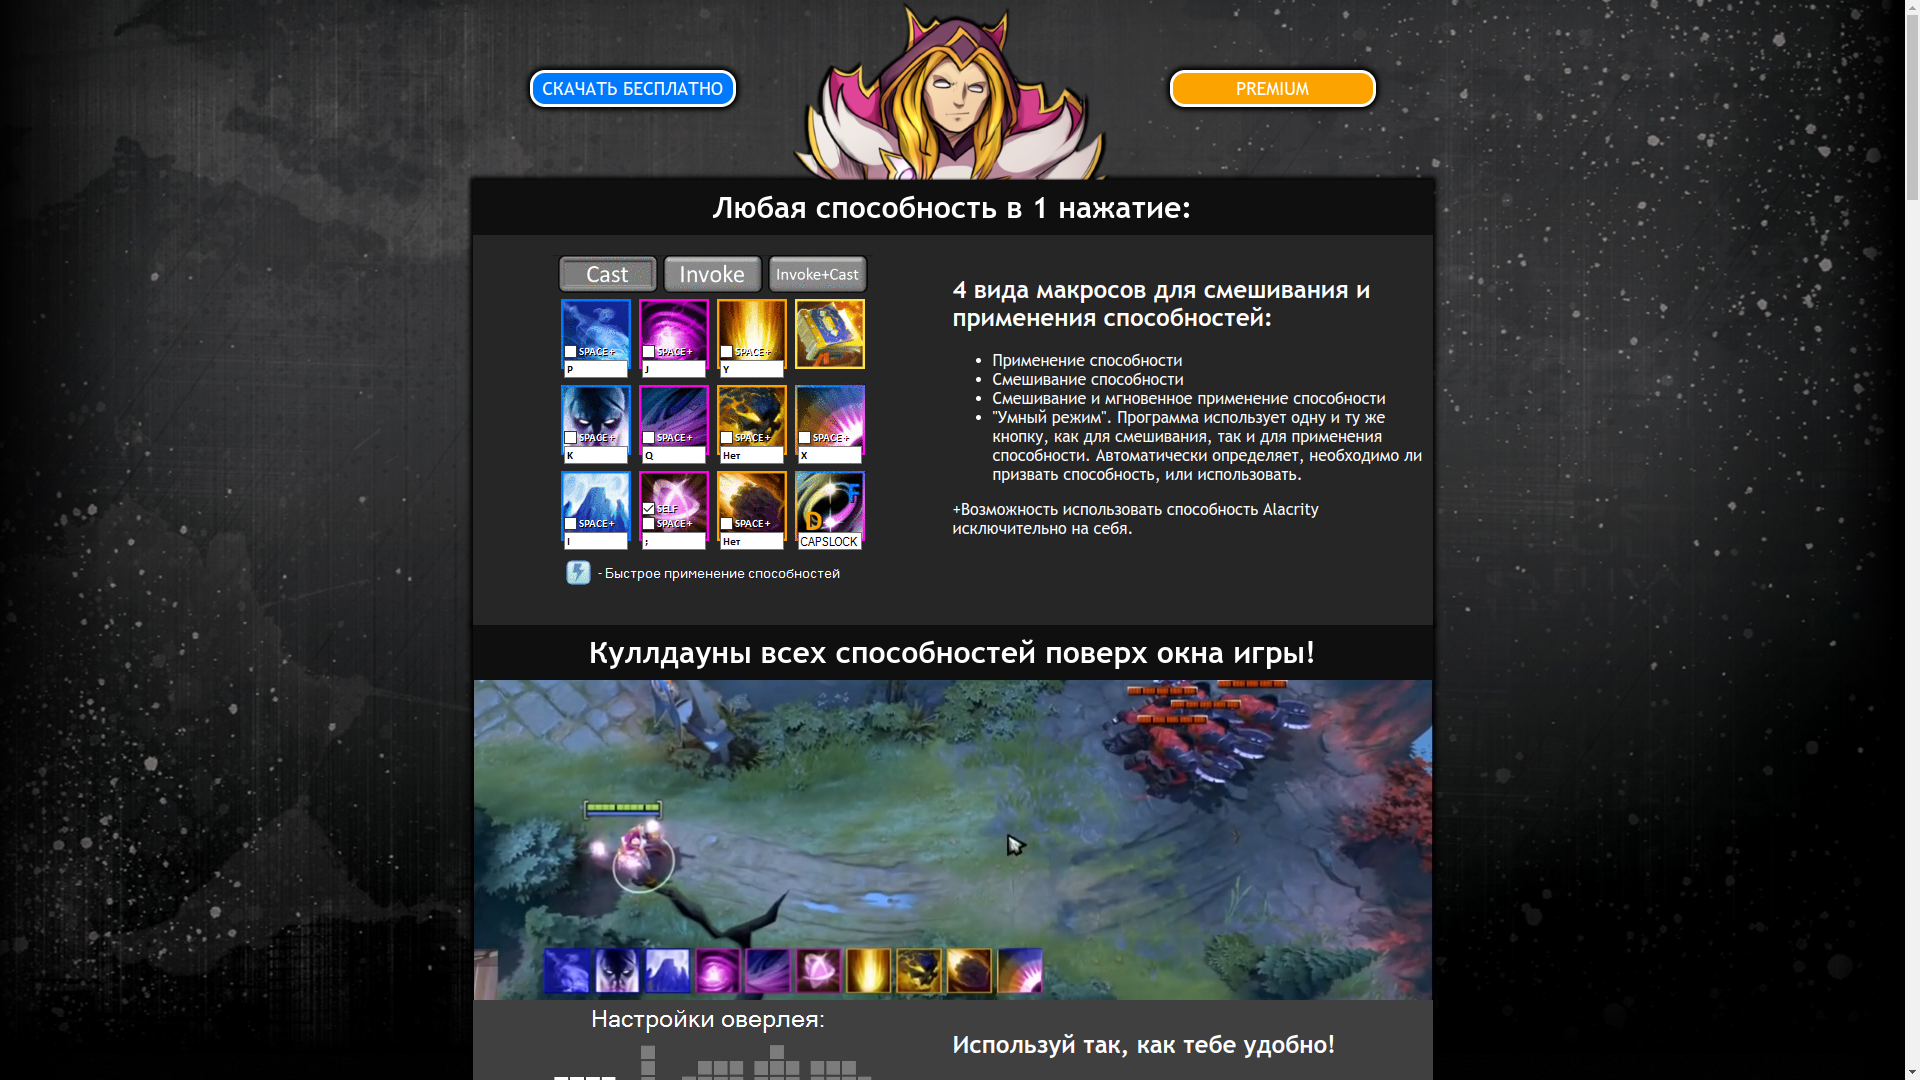 СКАЧАТЬ БЕСПЛАТНО
PREMIUM
Любая способность в 1 нажатие:
Cast
Invoke
Invoke+Cast
SPACE+
SPACE+
SPACE+
P
J
Y
SPACE+
SPACE+
SPACE+
SPACE+
K
Q
Нет
X
SELF
SPACE+
SPACE+
SPACE+
F
D
I
;
Нет
CAPSLOCK
- Быстрое применение способностей
4 вида макросов для смешивания и
применения способностей:
Применение способности
Смешивание способности
Смешивание и мгновенное применение способности
"Умный режим". Программа использует одну и ту же
кнопку, как для смешивания, так и для применения
способности. Автоматически определяет, необходимо ли
призвать способность, или использовать.
+Возможность использовать способность Alacrity
исключительно на себя.
Куллдауны всех способностей поверх окна игры!
Настройки оверлея:
Используй так, как тебе удобно!